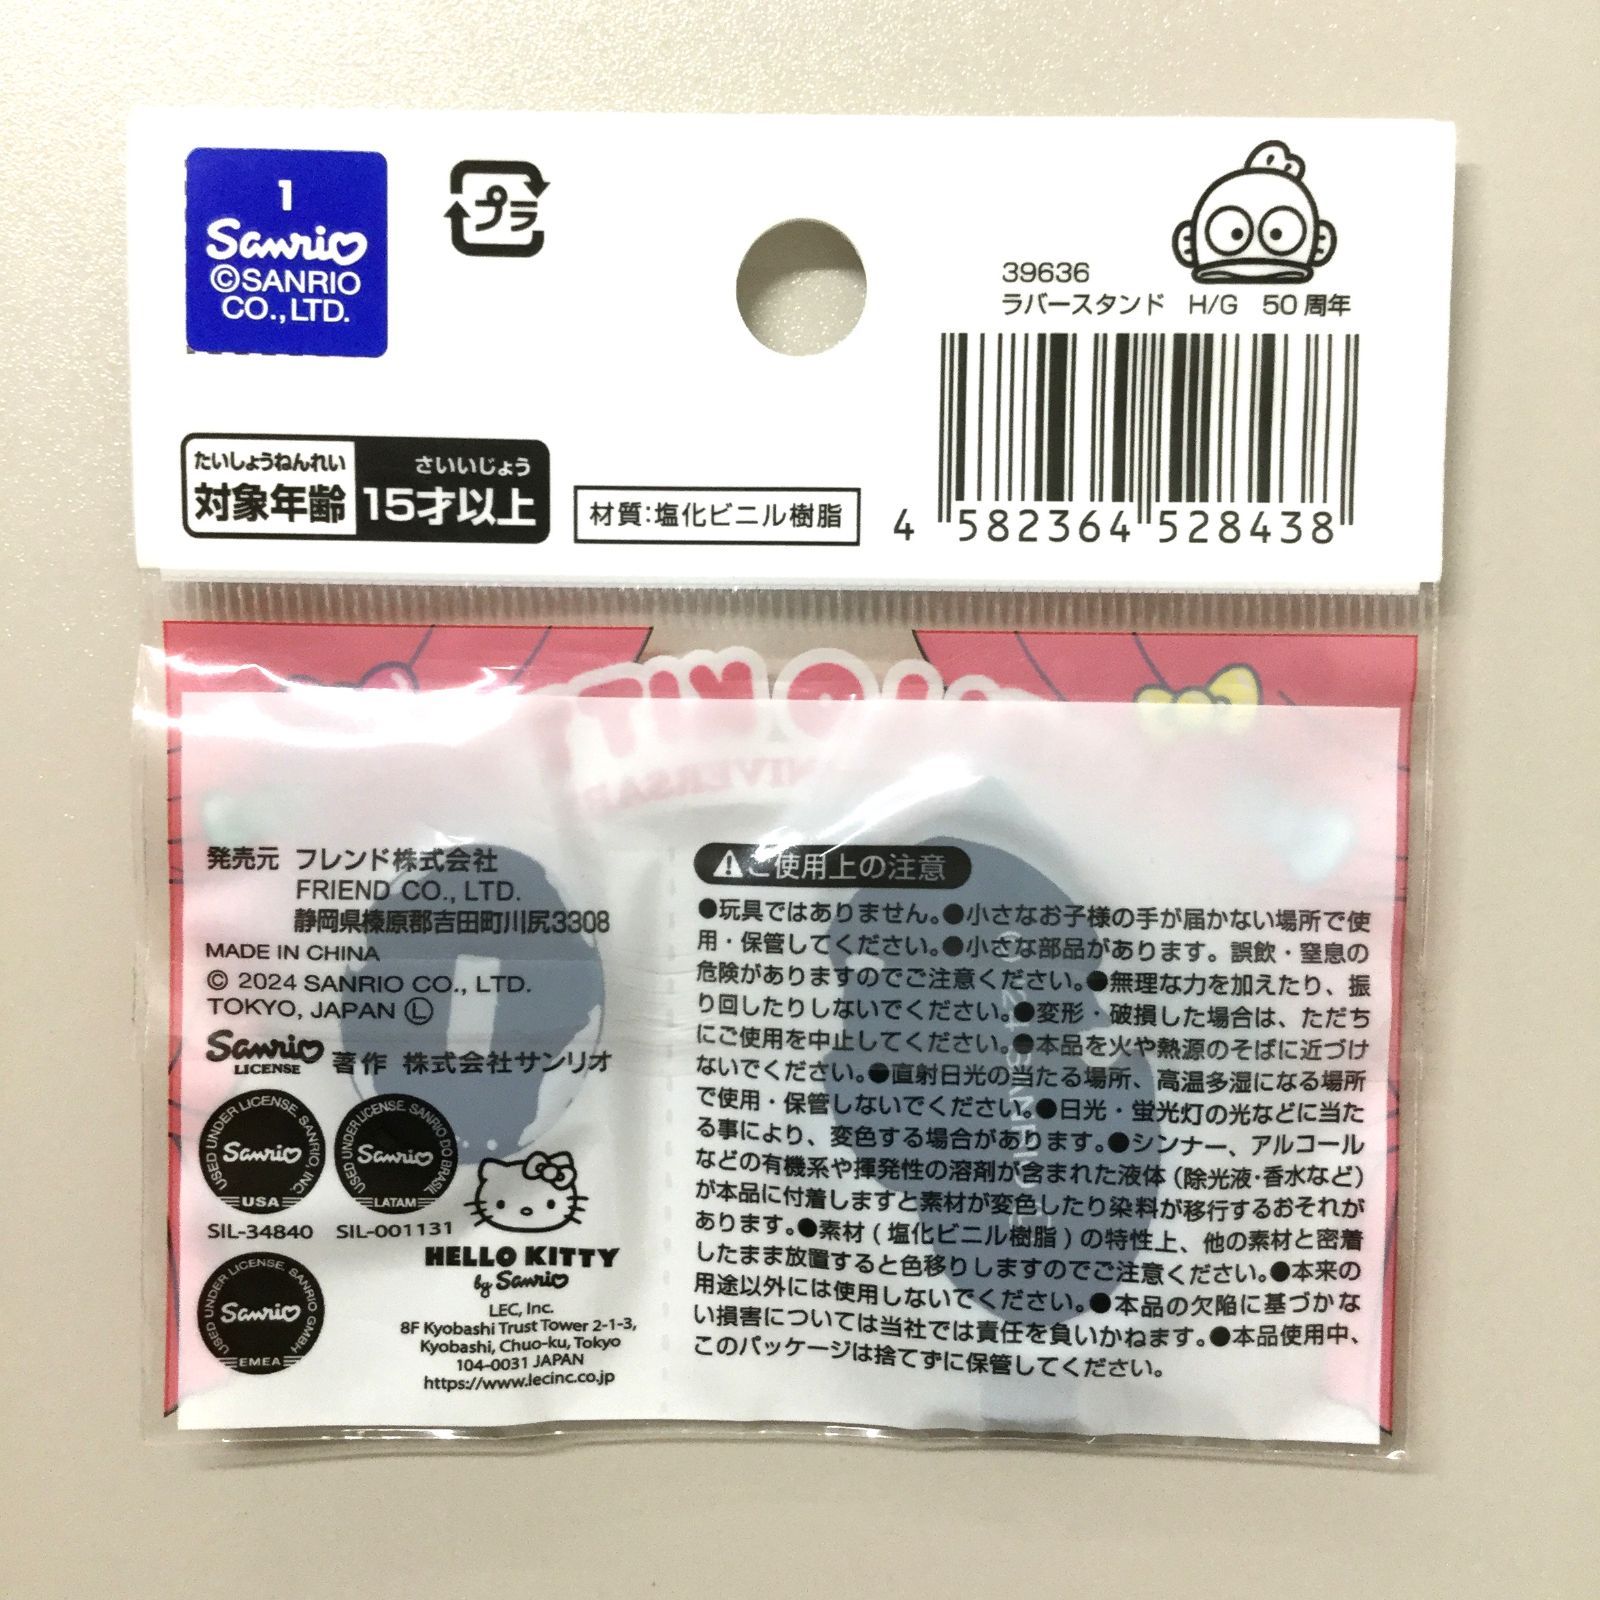 1
Sanrio
©SANRIO
CO.,LTD.
プラ
39636
ラバースタンド H/G 50周年
4 582364 528438
たいしょうねんれい
対象年齢
さいいじょう
15才以上
材質:塩化ビニル樹脂
発売元 フレンド株式会社
FRIEND CO., LTD.
静岡県榛原郡吉田町川尻3308
MADE IN CHINA
© 2024 SANRIO CO., LTD.
TOKYO, JAPAN Ⓛ
Sanrio
LICENSE
著作 株式会社サンリオ
USED UNDER LICENSE. SANRIO, INC.
Sanrio
USA
SIL-34840
USED UNDER LICENSE. SANRIO DO BRASIL
Sanrio
LATAM
SIL-001131
USED UNDER LICENSE. SANRIO GMBH
Sanrio
EMEA
HELLO KITTY
by Sanrio
LEC, Inc.
8F Kyobashi Trust Tower 2-1-3,
Kyobashi, Chuo-ku, Tokyo
104-0031 JAPAN
https://www.lecinc.co.jp
⚠ご使用上の注意
●玩具ではありません。●小さなお子様の手が届かない場所で使
用・保管してください。●小さな部品があります。誤飲・窒息の
危険がありますのでご注意ください。●無理な力を加えたり、振
り回したりしないでください。●変形・破損した場合は、ただち
にご使用を中止してください。●本品を火や熱源のそばに近づけ
ないでください。●直射日光の当たる場所、高温多湿になる場所
で使用・保管しないでください。●日光・蛍光灯の光などに当た
る事により、変色する場合があります。●シンナー、アルコール
などの有機系や揮発性の溶剤が含まれた液体(除光液・香水など)
が本品に付着しますと素材が変色したり染料が移行するおそれが
あります。●素材(塩化ビニル樹脂)の特性上、他の素材と密着
したまま放置すると色移りしますのでご注意ください。●本来の
用途以外には使用しないでください。●本品の欠陥に基づかな
い損害については当社では責任を負いかねます。●本品使用中、
このパッケージは捨てずに保管してください。